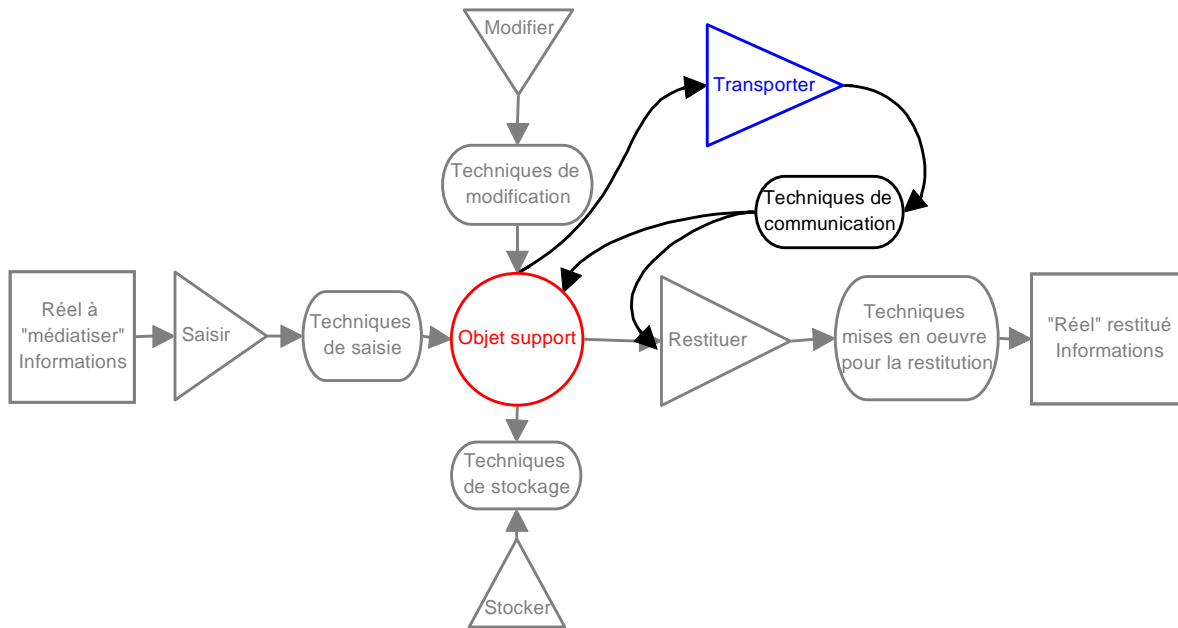 Modifier
Transporter
Techniques de
modification
Techniques de
communication
Réel à
"médiatiser"
Informations
Saisir
Techniques
de saisie
Objet support
Restituer
Techniques
mises en oeuvre
pour la restitution
"Réel" restitué
Informations
Techniques
de stockage
Stocker